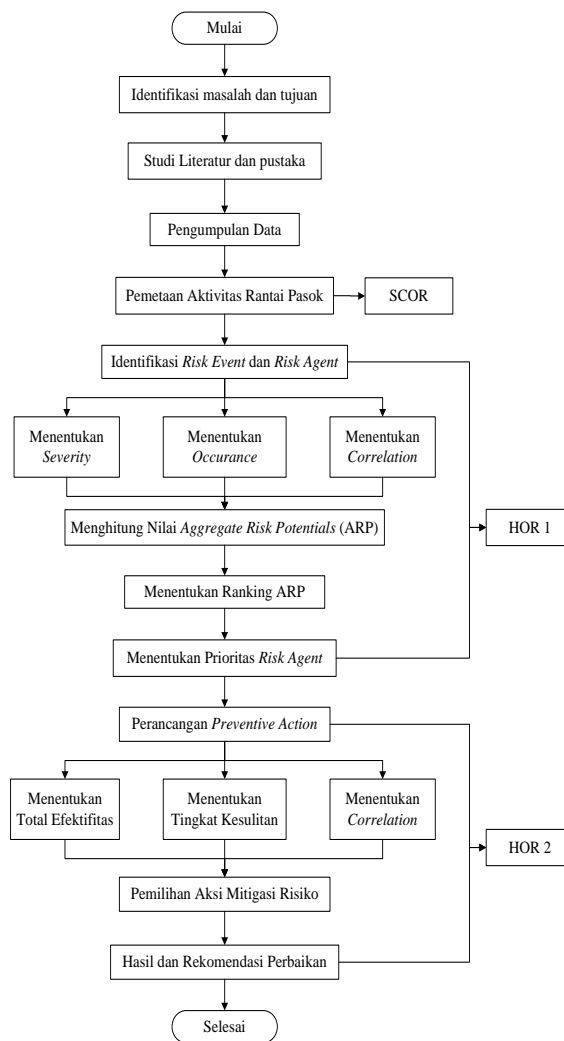 Mulai
Identifikasi masalah dan tujuan
Studi Literatur dan pustaka
Pengumpulan Data
Pemetaan Aktivitas Rantai Pasok
SCOR
Identifikasi Risk Event dan Risk Agent
Menentukan
Severity
Menentukan
Occurance
Menentukan
Correlation
Menghitung Nilai Aggregate Risk Potentials (ARP)
HOR 1
Menentukan Ranking ARP
Menentukan Prioritas Risk Agent
Perancangan Preventive Action
Menentukan
Total Efektifitas
Menentukan
Tingkat Kesulitan
Menentukan
Correlation
HOR 2
Pemilihan Aksi Mitigasi Risiko
Hasil dan Rekomendasi Perbaikan
Selesai